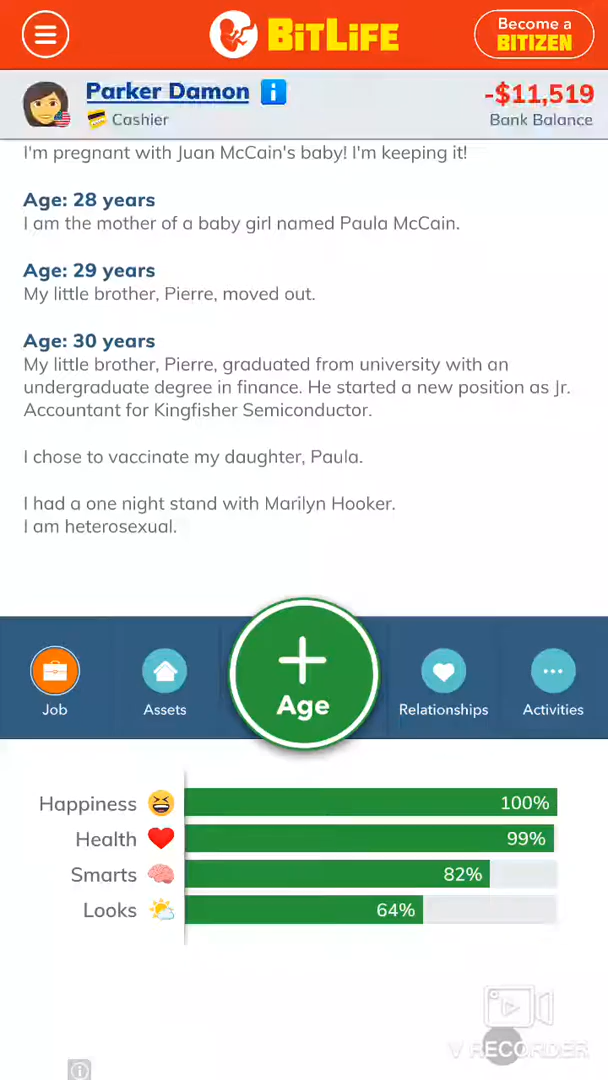 BITLIFE
Become a
BITIZEN
Parker Damon
Cashier
-$11,519
Bank Balance
I'm pregnant with Juan McCain's baby! I'm keeping it!
Age: 28 years
I am the mother of a baby girl named Paula McCain.
Age: 29 years
My little brother, Pierre, moved out.
Age: 30 years
My little brother, Pierre, graduated from university with an
undergraduate degree in finance. He started a new position as Jr.
Accountant for Kingfisher Semiconductor.
I chose to vaccinate my daughter, Paula.
I had a one night stand with Marilyn Hooker.
I am heterosexual.
Job
Assets
+
Age
Relationships
Activities
Happiness 100%
Health 99%
Smarts 82%
Looks 64%
V RECORDER